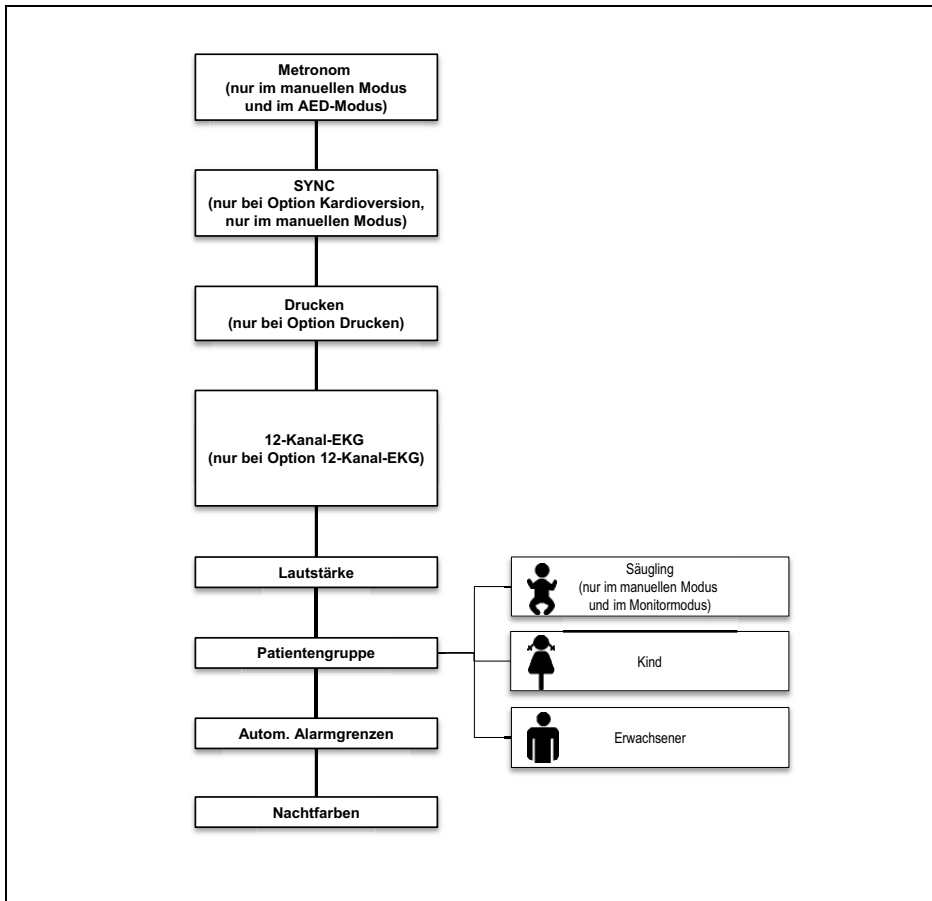 Metronom
(nur im manuellen Modus
und im AED-Modus)
SYNC
(nur bei Option Kardioversion,
nur im manuellen Modus)
Drucken
(nur bei Option Drucken)
12-Kanal-EKG
(nur bei Option 12-Kanal-EKG)
Lautstärke
Patientengruppe
Säugling
(nur im manuellen Modus
und im Monitormodus)
Kind
Erwachsener
Autom. Alarmgrenzen
Nachtfarben